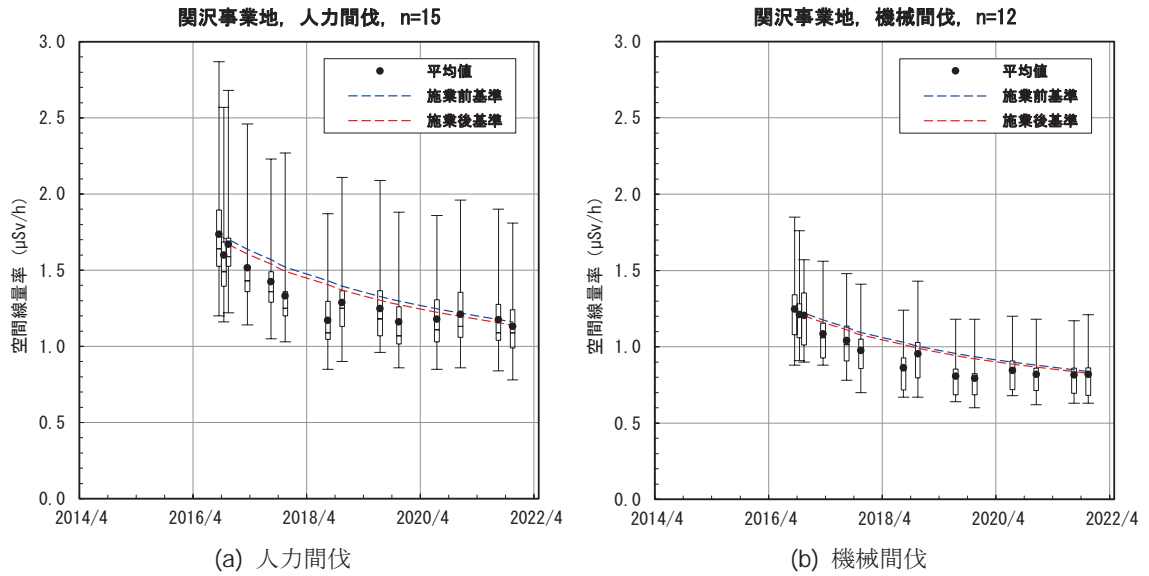 関沢事業地, 人力間伐, n=15
3.0
2.5
2.0
1.5
1.0
0.5
0.0
空間線量率 (μSv/h)
平均値
施業前基準
施業後基準
2014/4 2016/4 2018/4 2020/4 2022/4
(a) 人力間伐
関沢事業地, 機械間伐, n=12
3.0
2.5
2.0
1.5
1.0
0.5
0.0
空間線量率 (μSv/h)
平均値
施業前基準
施業後基準
2014/4 2016/4 2018/4 2020/4 2022/4
(b) 機械間伐